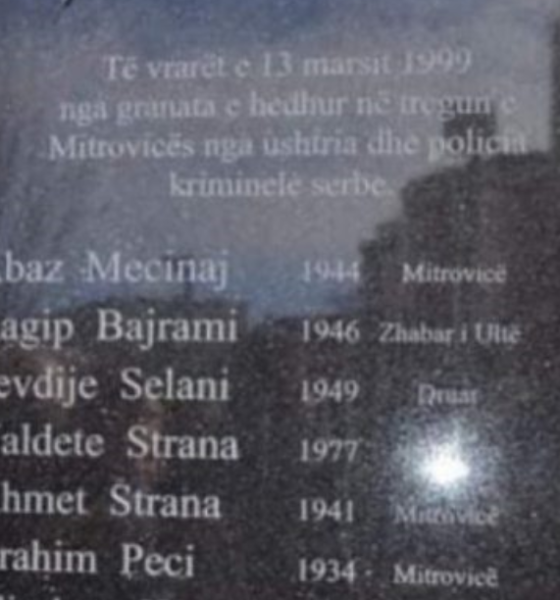 Të vrarët e 13 marsit 1999
nga granata e hedhur në tregun e
Mitrovicës nga ushtria dhe policia
kriminele serbe.
baz Mecinaj 1944 Mitrovicë
agip Bajrami 1946 Zhabar i Ultë
evdije Selani 1949 Druar
aldete Strana 1977
hmet Strana 1941 Mitrovicë
rahim Peci 1934 Mitrovicë